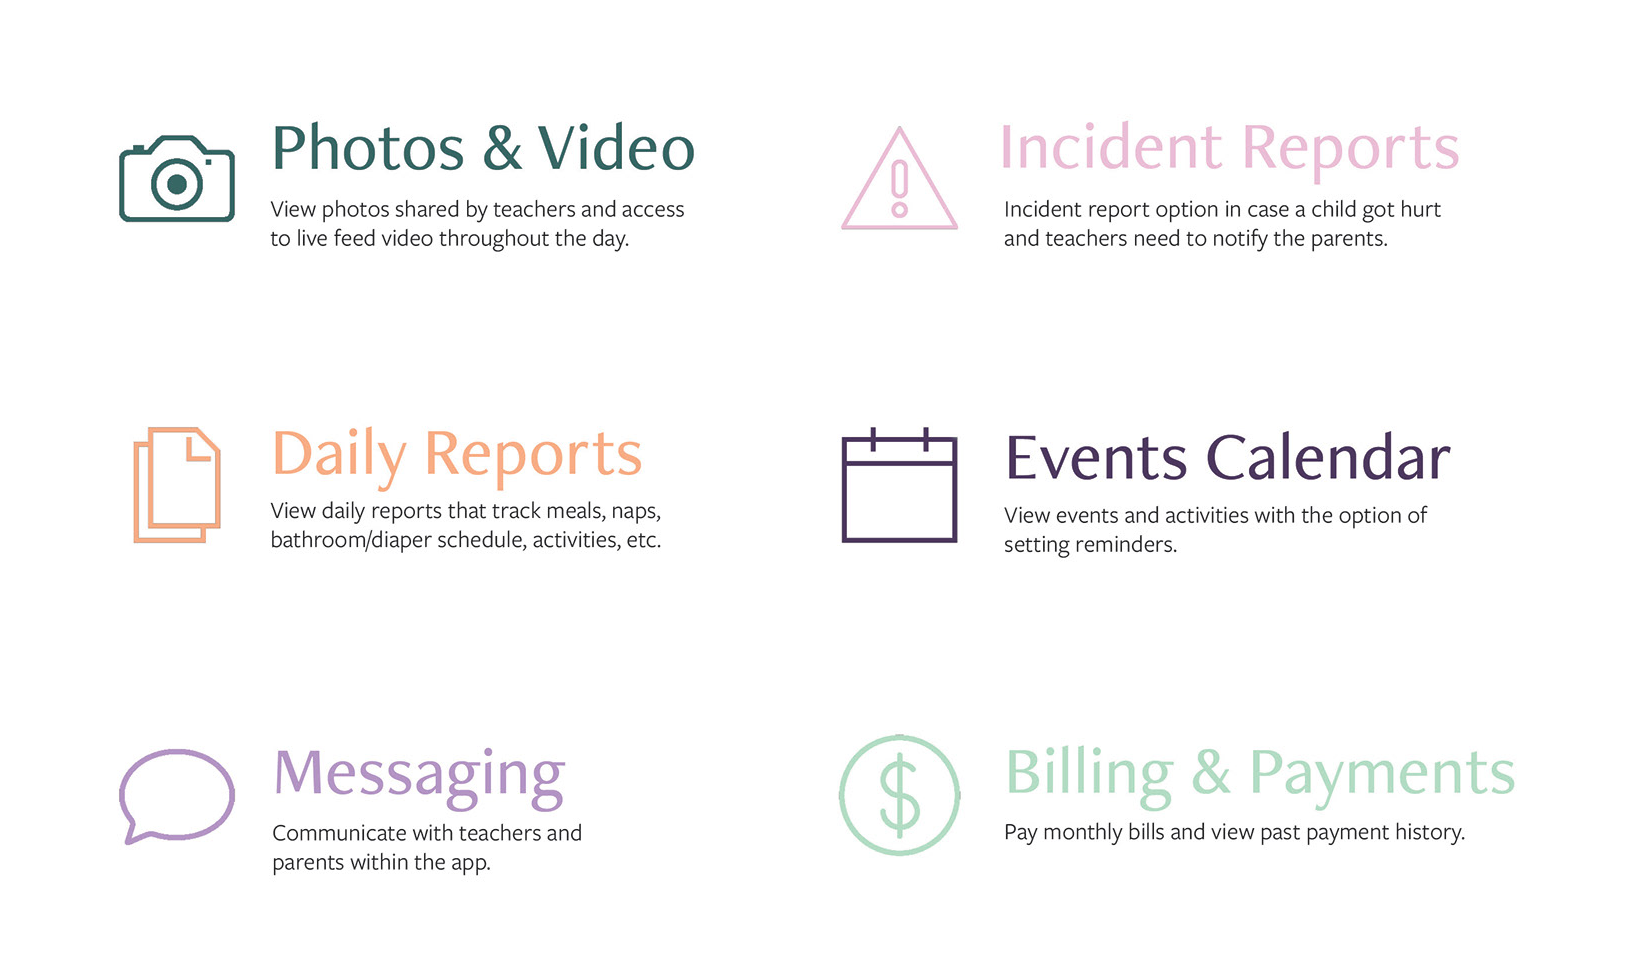 Photos & Video
View photos shared by teachers and access
to live feed video throughout the day.
Incident Reports
Incident report option in case a child got hurt
and teachers need to notify the parents.
Daily Reports
View daily reports that track meals, naps,
bathroom/diaper schedule, activities, etc.
Events Calendar
View events and activities with the option of
setting reminders.
Messaging
Communicate with teachers and
parents within the app.
$
Billing & Payments
Pay monthly bills and view past payment history.